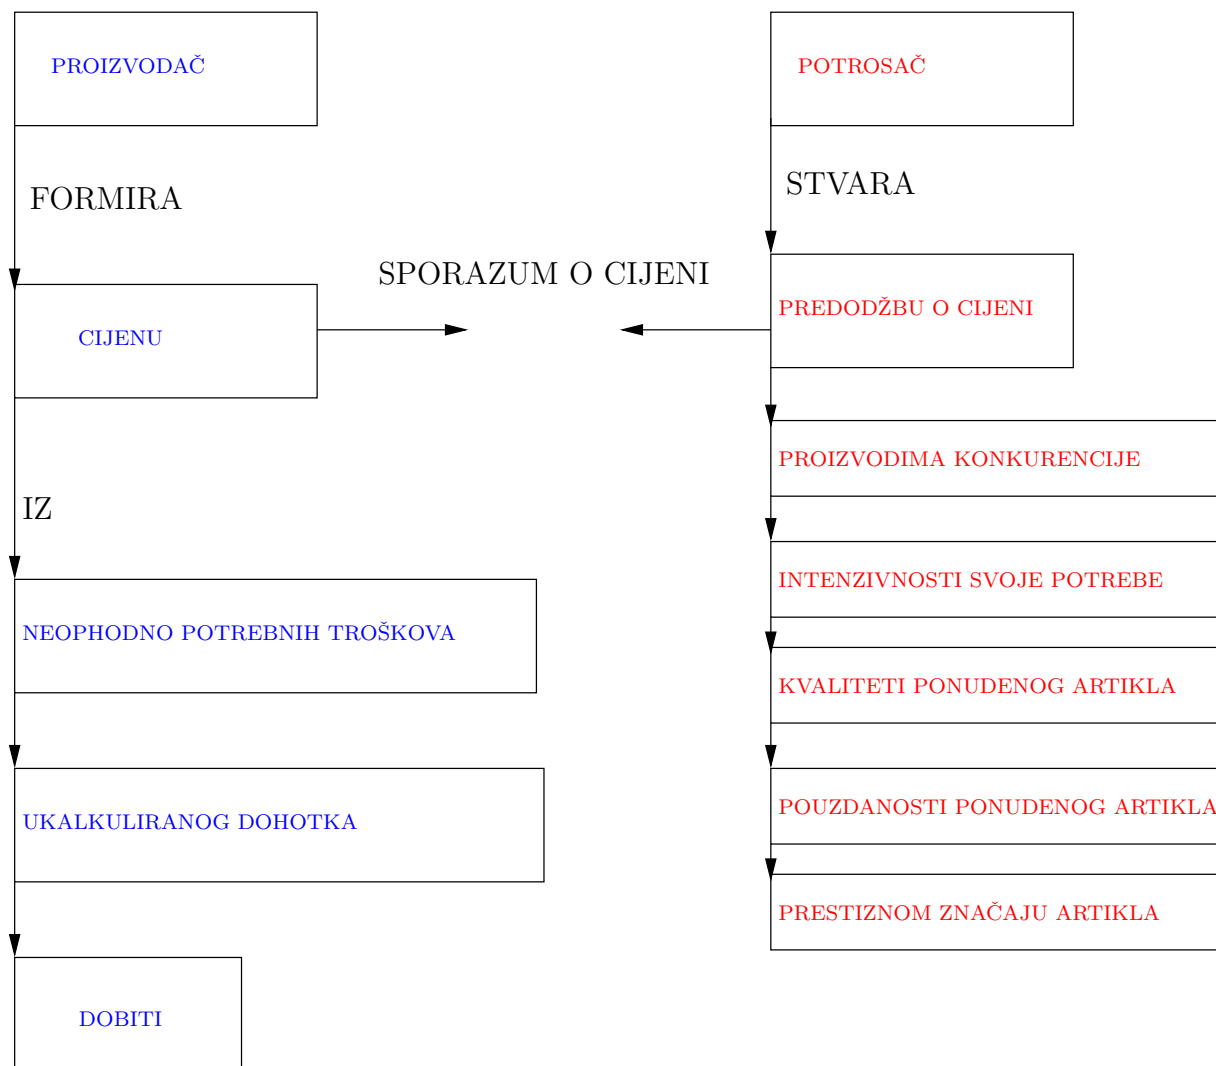 PROIZVODAČ
FORMIRA
CIJENU
IZ
NEOPHODNO POTREBNIH TROŠKOVA
UKALKULIRANOG DOHOTKA
DOBITI
SPORAZUM O CIJENI
POTROSAČ
STVARA
PREDODŽBU O CIJENI
PROIZVODIMA KONKURENCIJE
INTENZIVNOSTI SVOJE POTREBE
KVALITETI PONUDENOG ARTIKLA
POUZDANOSTI PONUDENOG ARTIKLA
PRESTIZNOM ZNAČAJU ARTIKLA